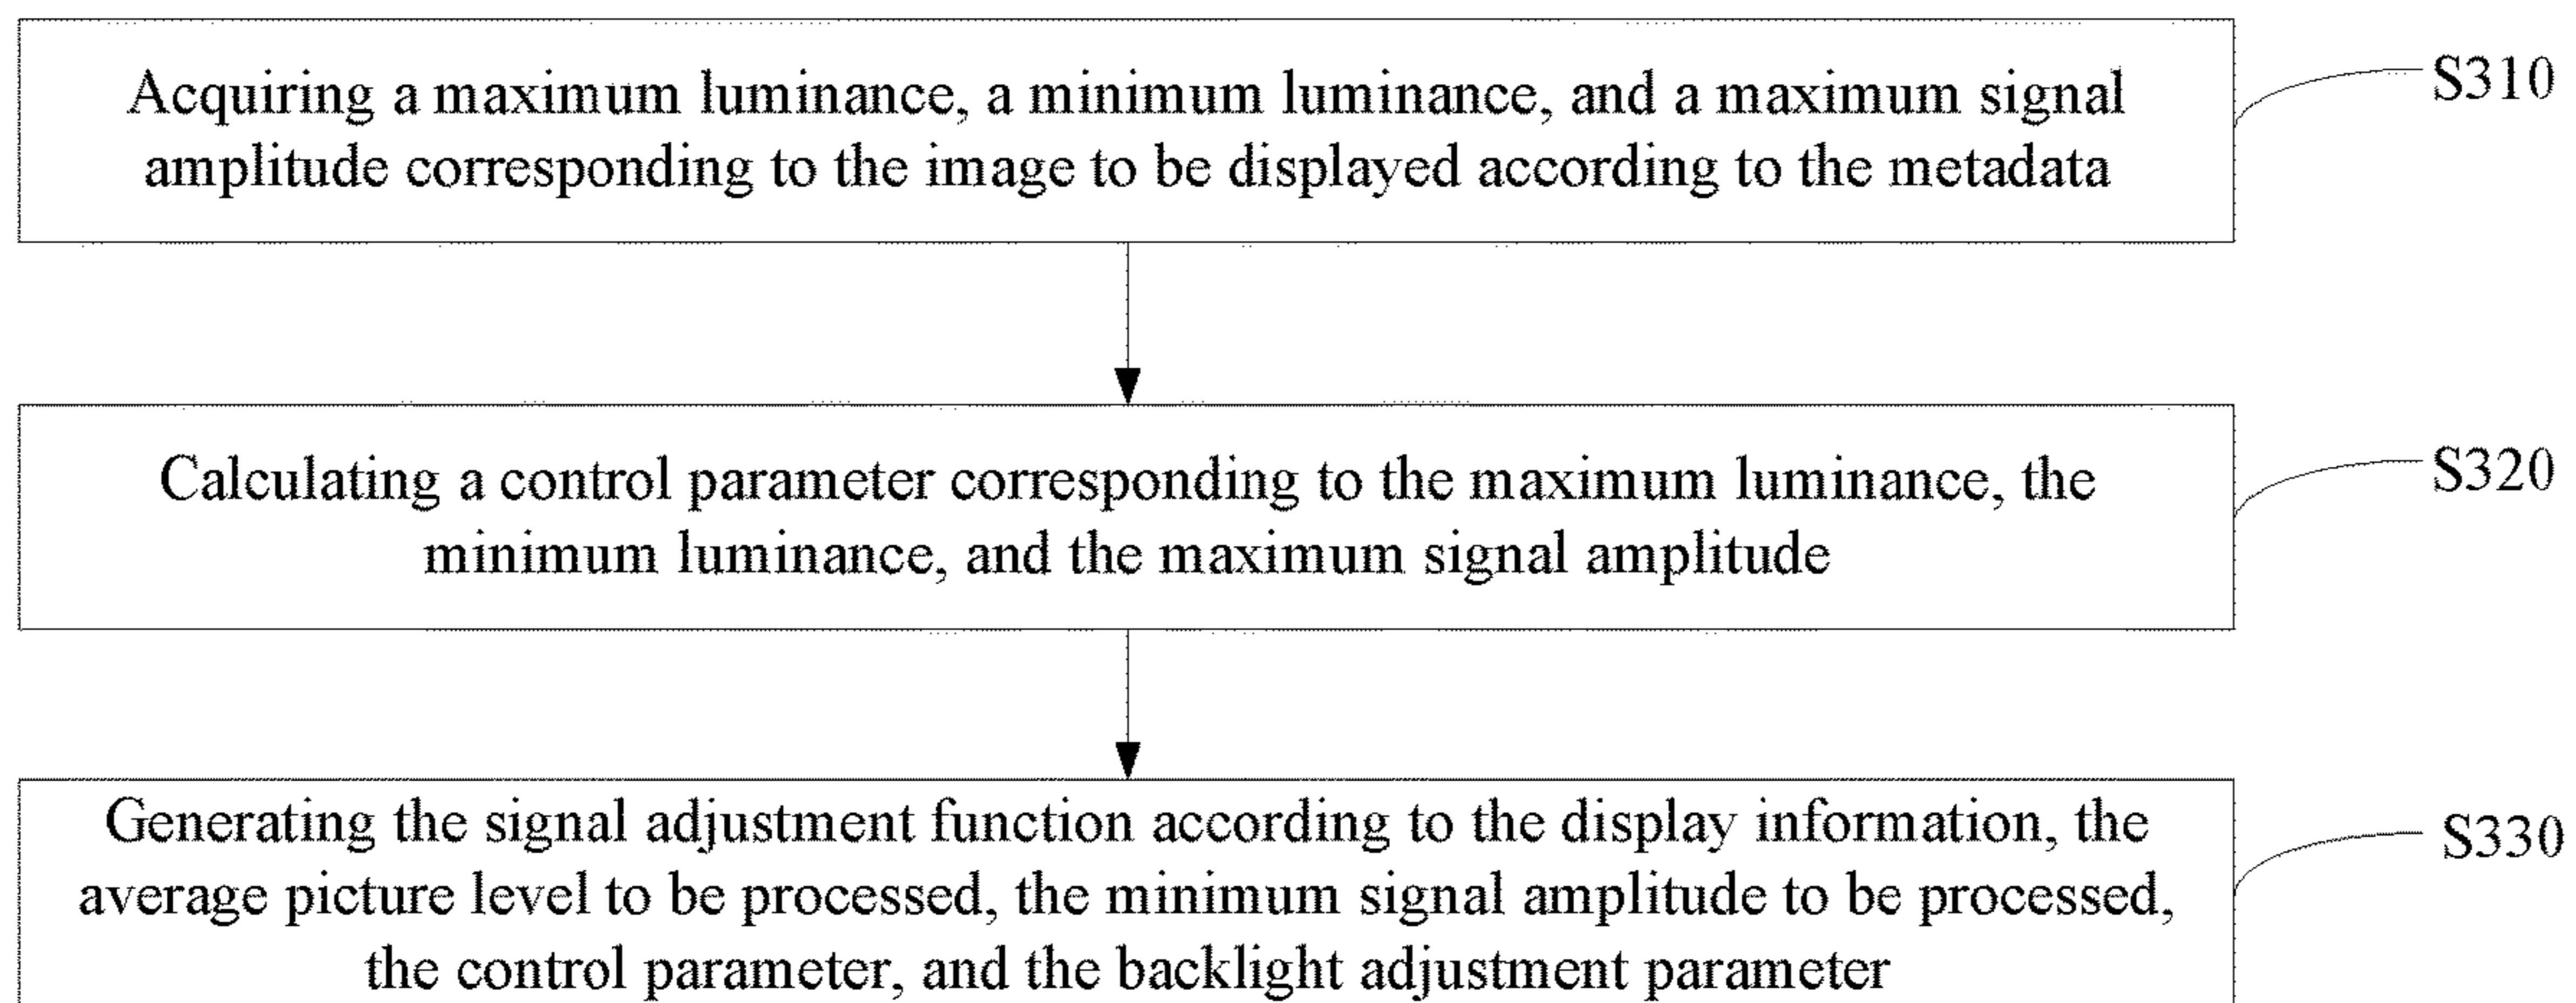 Acquiring a maximum luminance, a minimum luminance, and a maximum signal
amplitude corresponding to the image to be displayed according to the metadata
S310
Calculating a control parameter corresponding to the maximum luminance, the
minimum luminance, and the maximum signal amplitude
S320
Generating the signal adjustment function according to the display information, the
average picture level to be processed, the minimum signal amplitude to be processed,
the control parameter, and the backlight adjustment parameter
S330